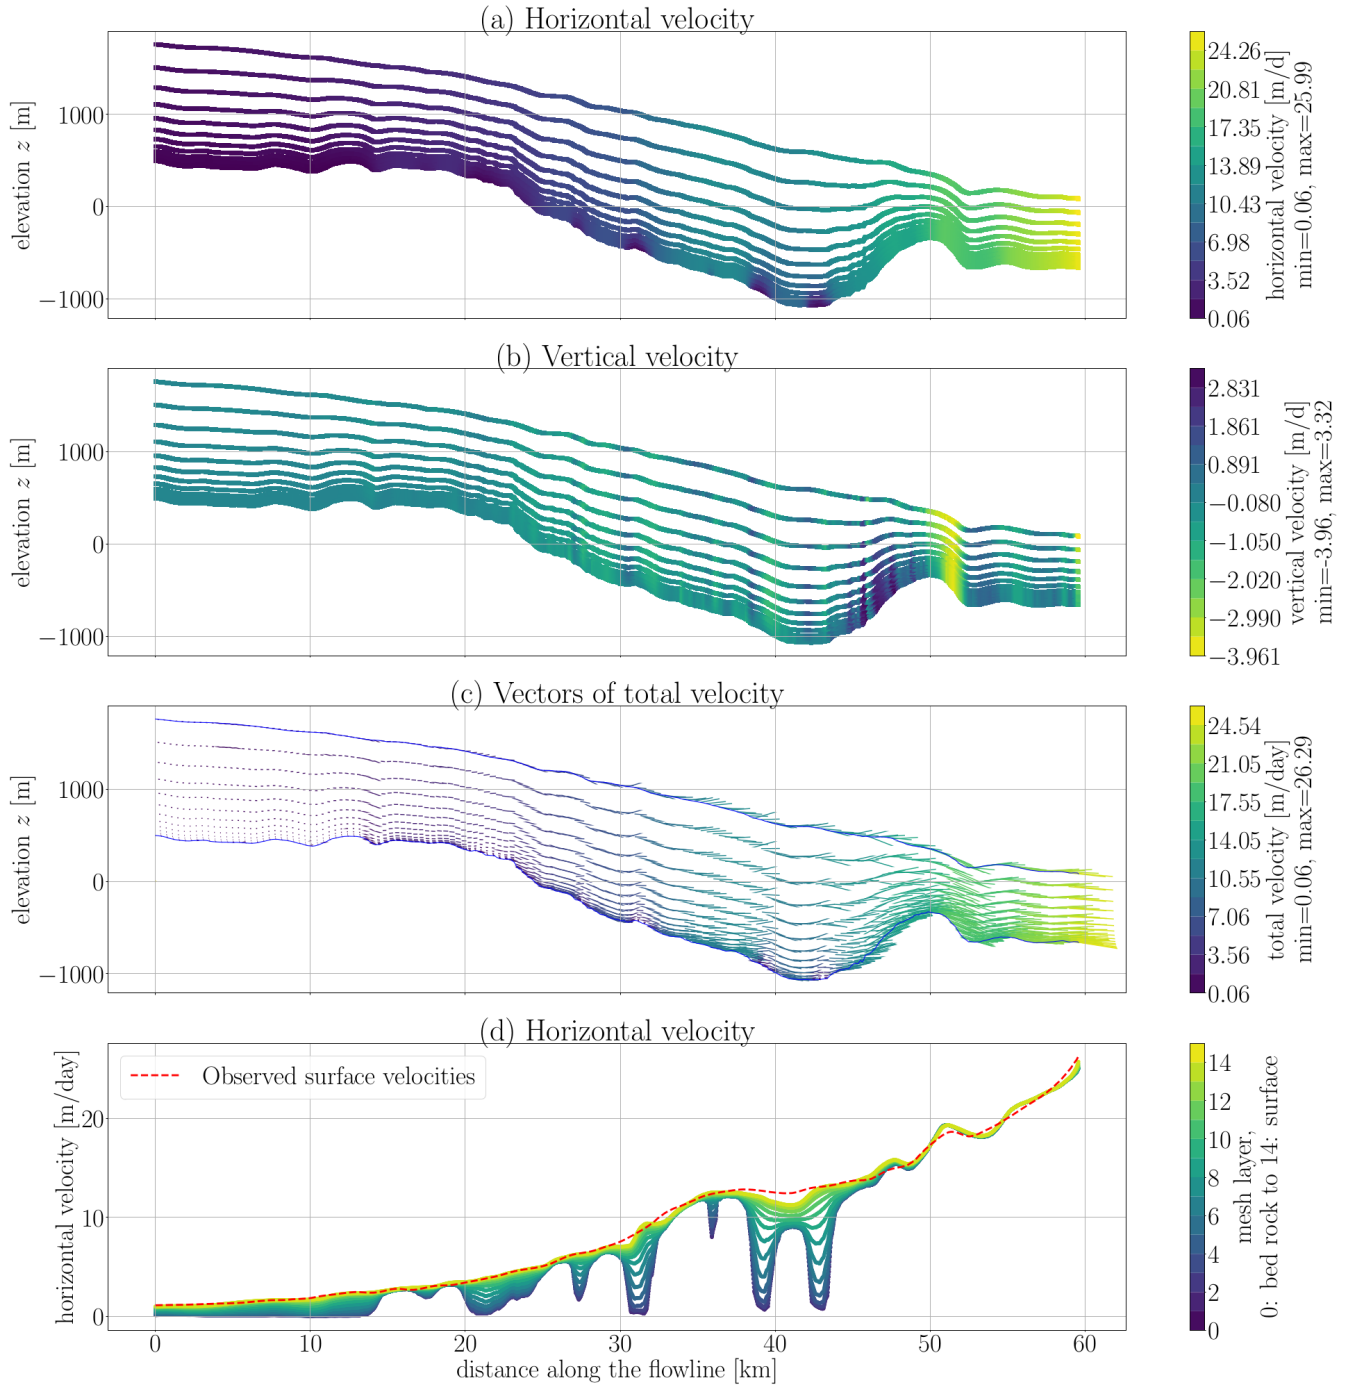 (a) Horizontal velocity
elevation z [m]
1000
0
−1000
24.26
20.81
17.35
13.89
10.43
6.98
3.52
0.06
horizontal velocity [m/d]
min=0.06, max=25.99
(b) Vertical velocity
elevation z [m]
1000
0
−1000
2.831
1.861
0.891
−0.080
−1.050
−2.020
−2.990
−3.961
vertical velocity [m/d]
min=-3.96, max=3.32
(c) Vectors of total velocity
elevation z [m]
1000
0
−1000
24.54
21.05
17.55
14.05
10.55
7.06
3.56
0.06
total velocity [m/day]
min=0.06, max=26.29
(d) Horizontal velocity
horizontal velocity [m/day]
20
10
0
Observed surface velocities
0
10
20
30
40
50
60
distance along the flowline [km]
14
12
10
8
6
4
2
0
mesh layer,
0: bed rock to 14: surface